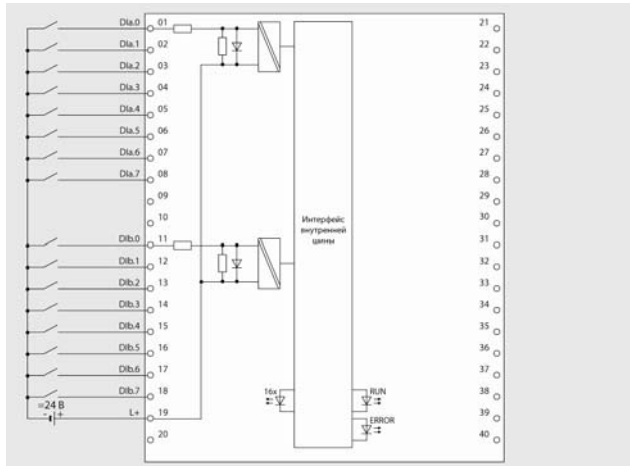 DIa.0 01 21
DIa.1 02 22
DIa.2 03 23
DIa.3 04 24
DIa.4 05 25
DIa.5 06 26
DIa.6 07 27
DIa.7 08 28
09 29
10 30
DIb.0 11 31
DIb.1 12 32
DIb.2 13 33
DIb.3 14 34
DIb.4 15 35
DIb.5 16 36
DIb.6 17 37
DIb.7 18 38
Интерфейс
внутренней
шины
16x RUN
=24 В
- +
L+ 19 39
ERROR
20 40